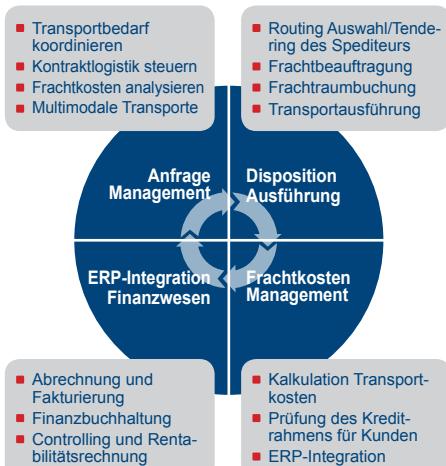 Transportbedarf
koordinieren
Kontraktlogistik steuern
Frachtkosten analysieren
Multimodale Transporte
Routing Auswahl/Tende-
ring des Spediteurs
Frachtbeauftragung
Frachtraumbuchung
Transportausführung
Anfrage
Management
Disposition
Ausführung
ERP-Integration
Finanzwesen
Frachtkosten
Management
Abrechnung und
Fakturierung
Finanzbuchhaltung
Controlling und Renta-
bilitätsrechnung
Kalkulation Transport-
kosten
Prüfung des Kredit-
rahmens für Kunden
ERP-Integration